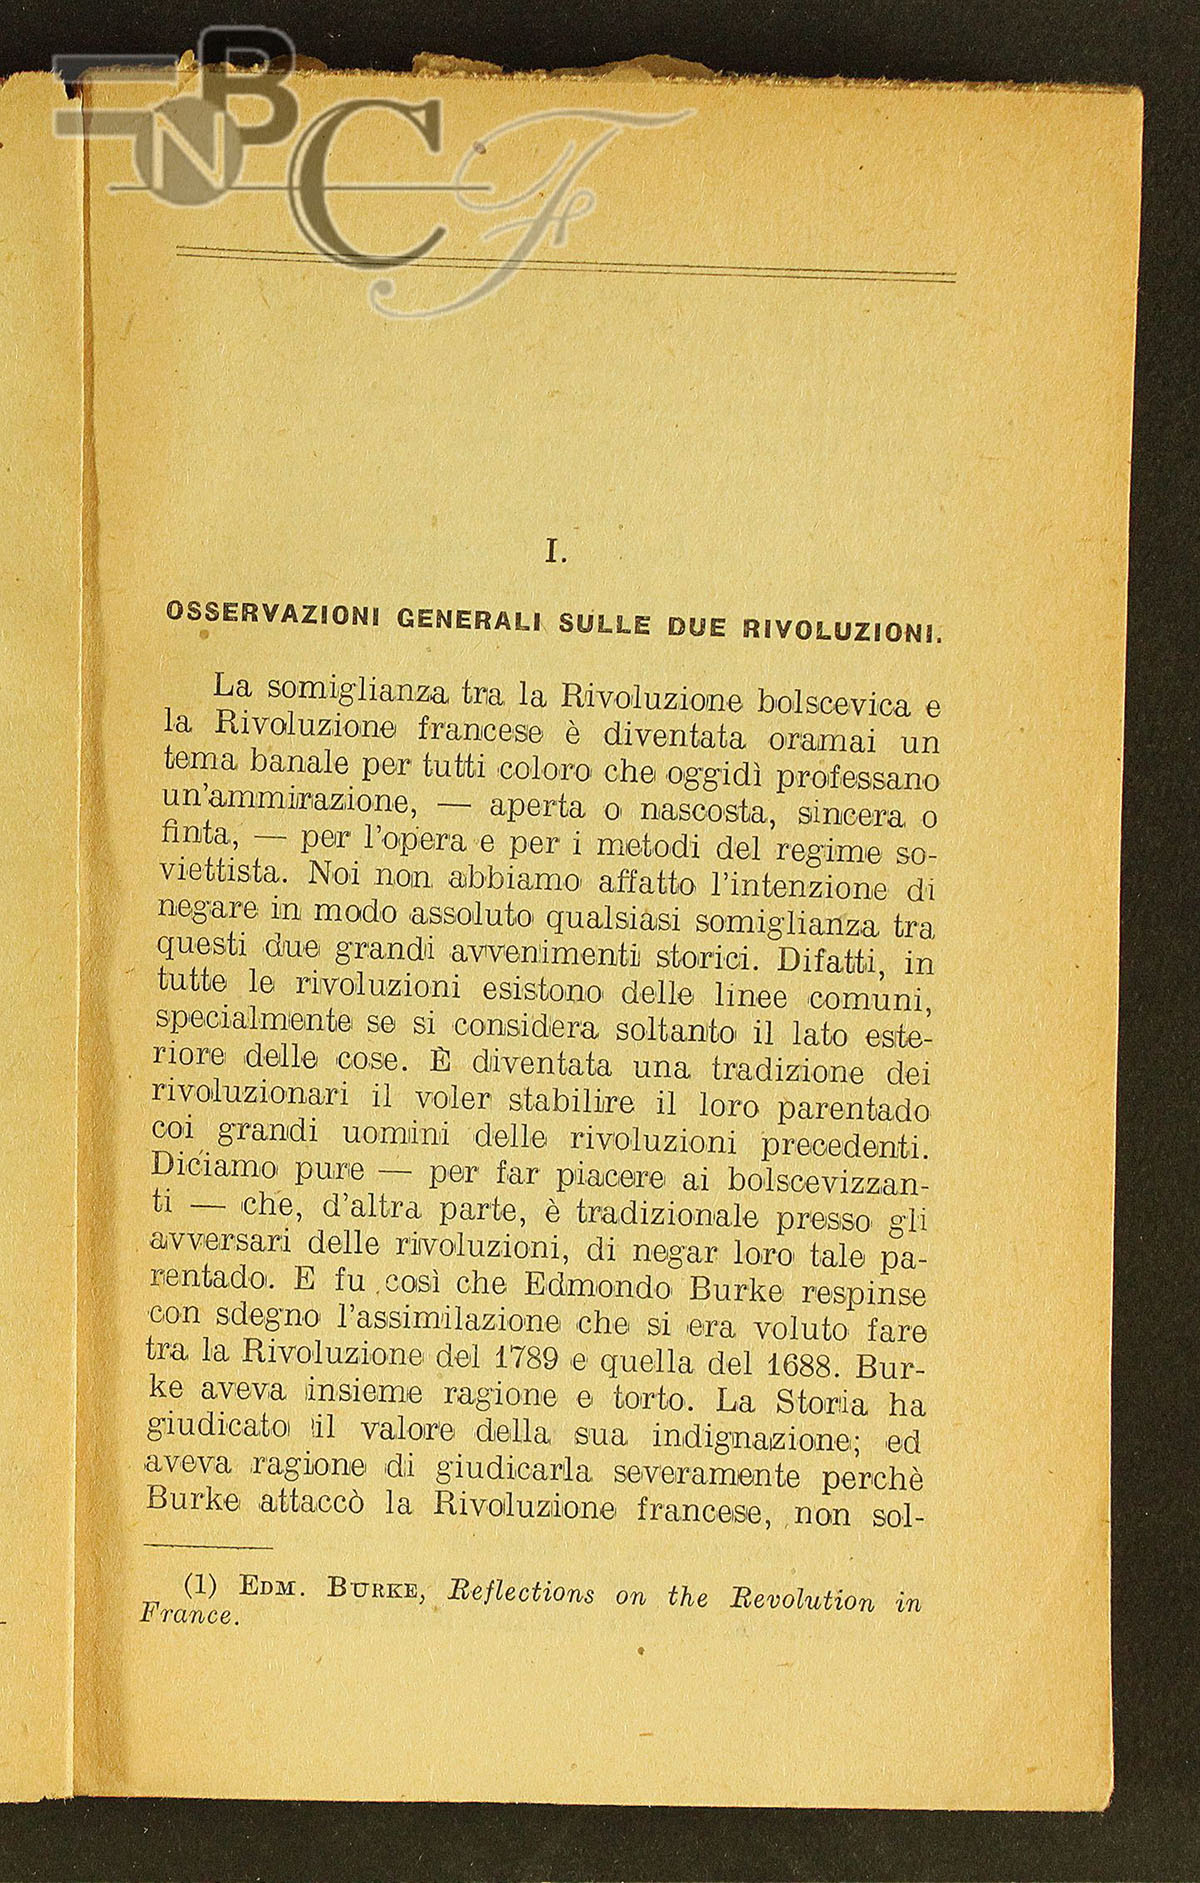 BNCF
I.
OSSERVAZIONI GENERALI SULLE DUE RIVOLUZIONI.
La somiglianza tra la Rivoluzione bolscevica e
la Rivoluzione francese è diventata oramai un
tema banale per tutti coloro che oggidì professano
un'ammirazione, — aperta o nascosta, sincera o
finta, — per l'opera e per i metodi del regime so-
viettista. Noi non abbiamo affatto l'intenzione di
negare in modo assoluto qualsiasi somiglianza tra
questi due grandi avvenimenti storici. Difatti, in
tutte le rivoluzioni esistono delle linee comuni,
specialmente se si considera soltanto il lato este-
riore delle cose. È diventata una tradizione dei
rivoluzionari il voler stabilire il loro parentado
coi grandi uomini delle rivoluzioni precedenti.
Diciamo pure — per far piacere ai bolscevizzan-
ti — che, d'altra parte, è tradizionale presso gli
avversari delle rivoluzioni, di negar loro tale pa-
rentado. E fu così che Edmondo Burke respinse
con sdegno l'assimilazione che si era voluto fare
tra la Rivoluzione del 1789 e quella del 1688. Bur-
ke aveva insieme ragione e torto. La Storia ha
giudicato il valore della sua indignazione; ed
aveva ragione di giudicarla severamente perchè
Burke attaccò la Rivoluzione francese, non sol-
(1) EDM. BURKE, Reflections on the Revolution in
France.